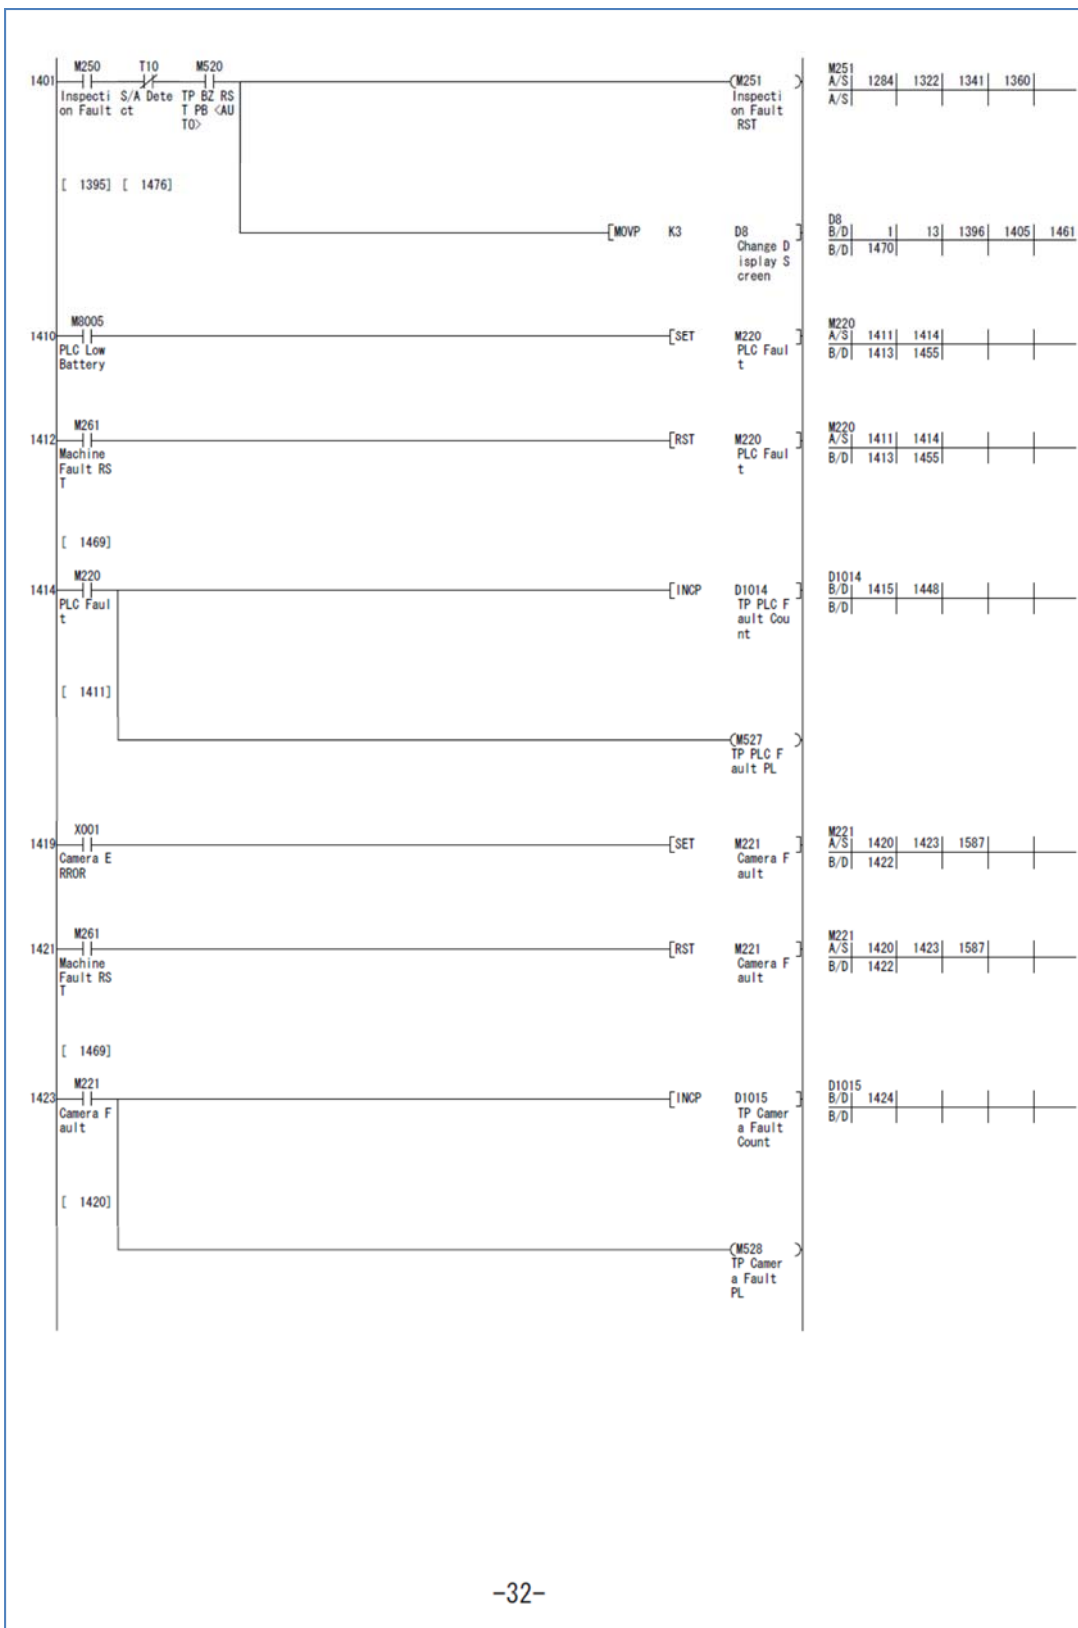 M250 T10 M520
1401 (M251 ) M251
A/S 1284 1322 1341 1360
Inspecti S/A Dete TP BZ RS Inspecti A/S
on Fault ct T PB <AU on Fault
TO> RST
[ 1395] [ 1476]
[MOVP K3 D8 ] D8
B/D 1 13 1396 1405 1461
Change D B/D 1470
isplay S
creen
M8005
1410 [SET M220 ] M220
A/S 1411 1414
PLC Low PLC Faul B/D 1413 1455
Battery t
M261
1412 [RST M220 ] M220
A/S 1411 1414
Machine PLC Faul B/D 1413 1455
Fault RS t
T
[ 1469]
M220
1414 [INCP D1014 ] D1014
B/D 1415 1448
PLC Faul TP PLC F B/D
t ault Cou
nt
[ 1411]
(M527 )
TP PLC F
ault PL
X001
1419 [SET M221 ] M221
A/S 1420 1423 1587
Camera E Camera F B/D 1422
RROR ault
M261
1421 [RST M221 ] M221
A/S 1420 1423 1587
Machine Camera F B/D 1422
Fault RS ault
T
[ 1469]
M221
1423 [INCP D1015 ] D1015
B/D 1424
Camera F TP Camer B/D
ault a Fault
Count
[ 1420]
(M528 )
TP Camer
a Fault
PL
-32-